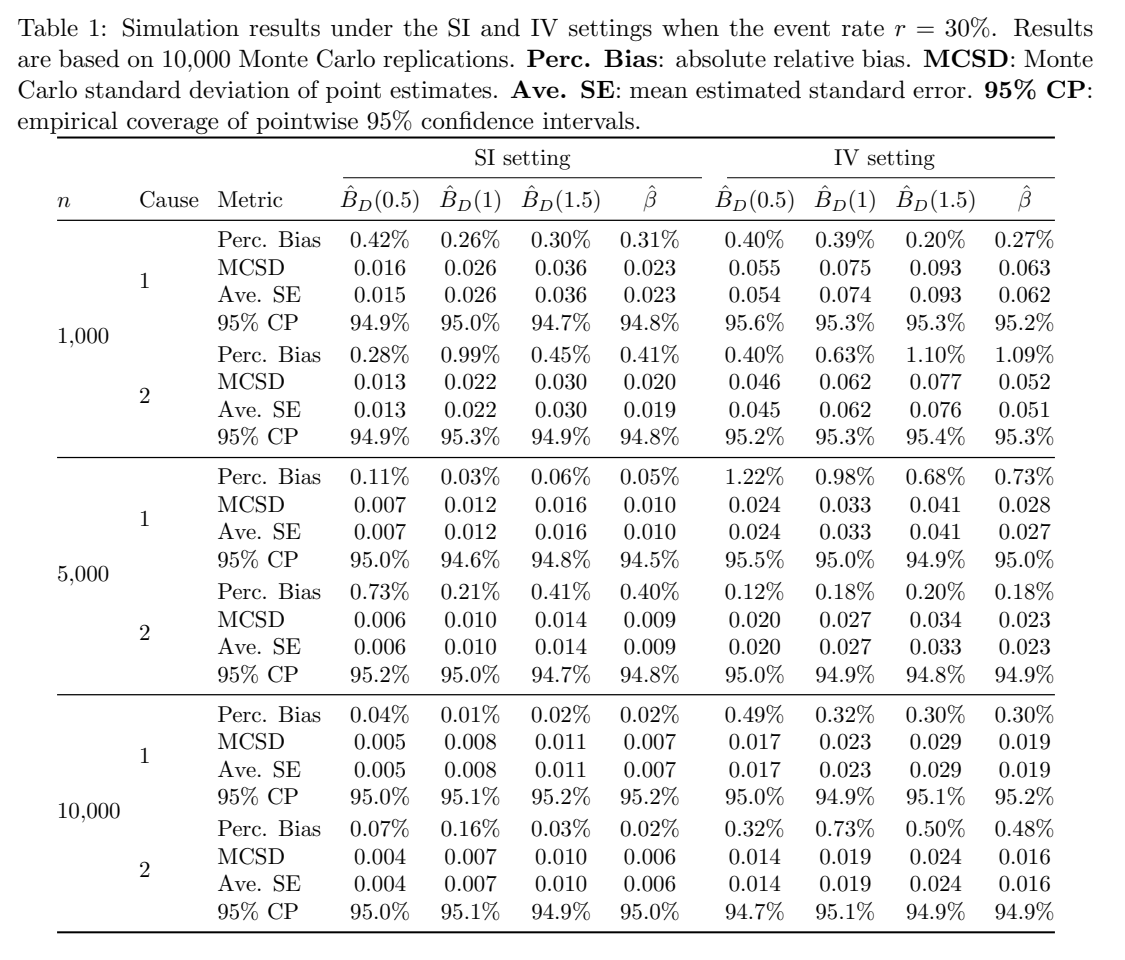 Table 1: Simulation results under the SI and IV settings when the event rate r = 30%. Results
are based on 10,000 Monte Carlo replications. Perc. Bias: absolute relative bias. MCSD: Monte
Carlo standard deviation of point estimates. Ave. SE: mean estimated standard error. 95% CP:
empirical coverage of pointwise 95% confidence intervals.
SI setting IV setting
n Cause Metric B̂_D(0.5) B̂_D(1) B̂_D(1.5) β̂ B̂_D(0.5) B̂_D(1) B̂_D(1.5) β̂
Perc. Bias 0.42% 0.26% 0.30% 0.31% 0.40% 0.39% 0.20% 0.27%
MCSD 0.016 0.026 0.036 0.023 0.055 0.075 0.093 0.063
1
Ave. SE 0.015 0.026 0.036 0.023 0.054 0.074 0.093 0.062
95% CP 94.9% 95.0% 94.7% 94.8% 95.6% 95.3% 95.3% 95.2%
1,000
Perc. Bias 0.28% 0.99% 0.45% 0.41% 0.40% 0.63% 1.10% 1.09%
MCSD 0.013 0.022 0.030 0.020 0.046 0.062 0.077 0.052
2
Ave. SE 0.013 0.022 0.030 0.019 0.045 0.062 0.076 0.051
95% CP 94.9% 95.3% 94.9% 94.8% 95.2% 95.3% 95.4% 95.3%
Perc. Bias 0.11% 0.03% 0.06% 0.05% 1.22% 0.98% 0.68% 0.73%
MCSD 0.007 0.012 0.016 0.010 0.024 0.033 0.041 0.028
1
Ave. SE 0.007 0.012 0.016 0.010 0.024 0.033 0.041 0.027
95% CP 95.0% 94.6% 94.8% 94.5% 95.5% 95.0% 94.9% 95.0%
5,000
Perc. Bias 0.73% 0.21% 0.41% 0.40% 0.12% 0.18% 0.20% 0.18%
MCSD 0.006 0.010 0.014 0.009 0.020 0.027 0.034 0.023
2
Ave. SE 0.006 0.010 0.014 0.009 0.020 0.027 0.033 0.023
95% CP 95.2% 95.0% 94.7% 94.8% 95.0% 94.9% 94.8% 94.9%
Perc. Bias 0.04% 0.01% 0.02% 0.02% 0.49% 0.32% 0.30% 0.30%
MCSD 0.005 0.008 0.011 0.007 0.017 0.023 0.029 0.019
1
Ave. SE 0.005 0.008 0.011 0.007 0.017 0.023 0.029 0.019
95% CP 95.0% 95.1% 95.2% 95.2% 95.0% 94.9% 95.1% 95.2%
10,000
Perc. Bias 0.07% 0.16% 0.03% 0.02% 0.32% 0.73% 0.50% 0.48%
MCSD 0.004 0.007 0.010 0.006 0.014 0.019 0.024 0.016
2
Ave. SE 0.004 0.007 0.010 0.006 0.014 0.019 0.024 0.016
95% CP 95.0% 95.1% 94.9% 95.0% 94.7% 95.1% 94.9% 94.9%